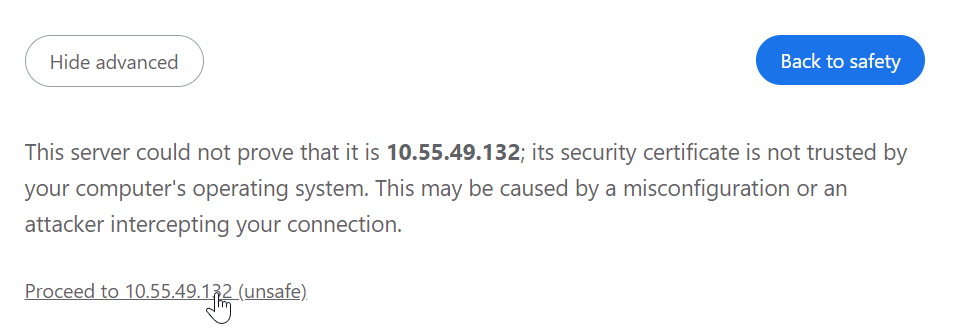 Hide advanced
Back to safety
This server could not prove that it is 10.55.49.132; its security certificate is not trusted by
your computer's operating system. This may be caused by a misconfiguration or an
attacker intercepting your connection.
Proceed to 10.55.49.132 (unsafe)